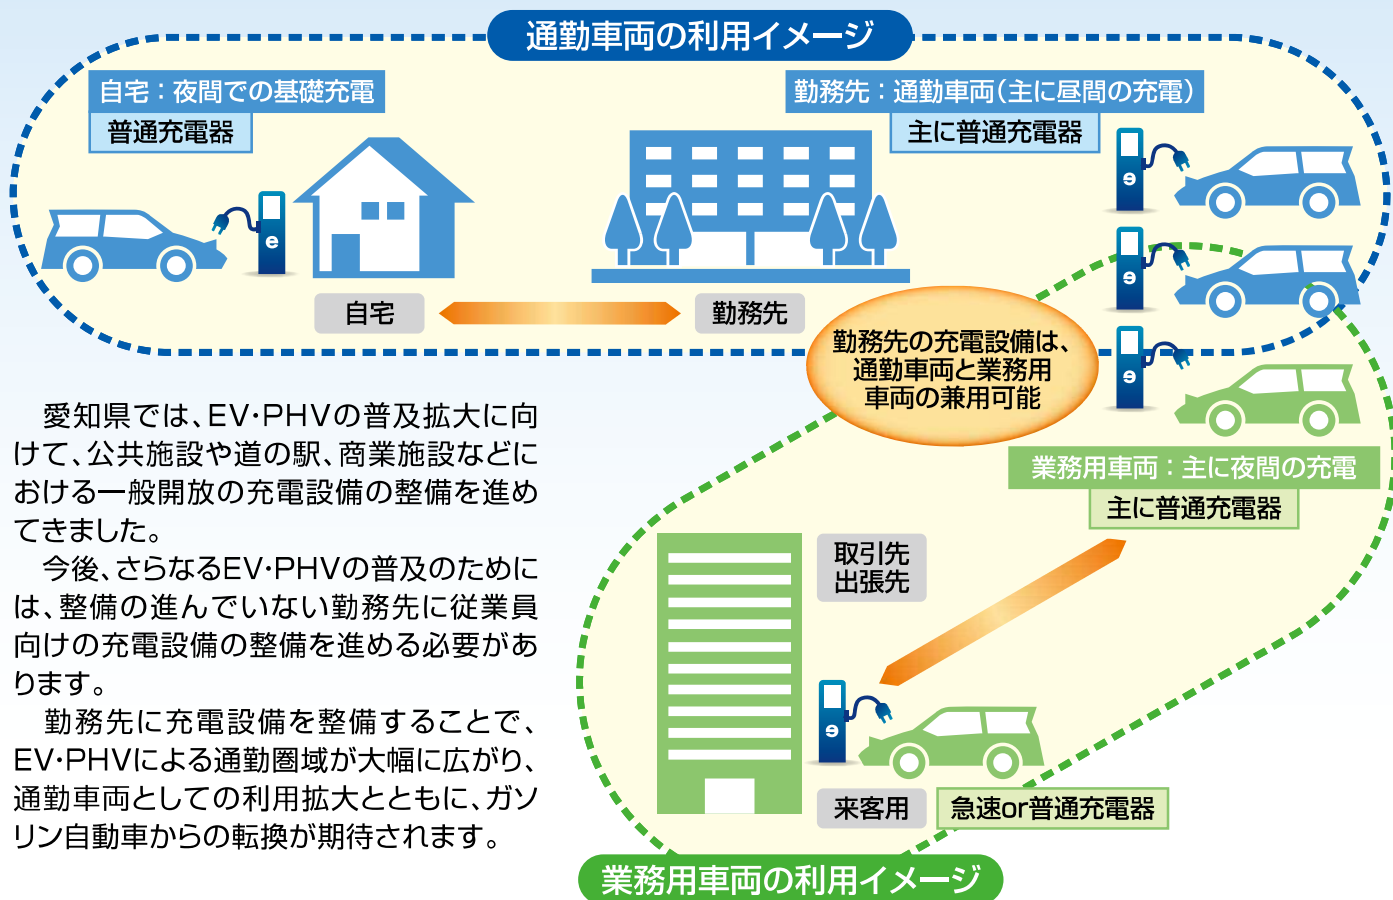 通勤車両の利用イメージ
自宅：夜間での基礎充電
普通充電器
勤務先：通勤車両（主に昼間の充電）
主に普通充電器
e
e
e
e
自宅
勤務先
勤務先の充電設備は、
通勤車両と業務用
車両の兼用可能
愛知県では、EV・PHVの普及拡大に向
けて、公共施設や道の駅、商業施設などに
おける一般開放の充電設備の整備を進め
てきました。
今後、さらなるEV・PHVの普及のために
は、整備の進んでいない勤務先に従業員
向けの充電設備の整備を進める必要があ
ります。
勤務先に充電設備を整備することで、
EV・PHVによる通勤圏域が大幅に広がり、
通勤車両としての利用拡大とともに、ガソ
リン自動車からの転換が期待されます。
業務用車両：主に夜間の充電
主に普通充電器
取引先
出張先
e
来客用
急速or普通充電器
業務用車両の利用イメージ